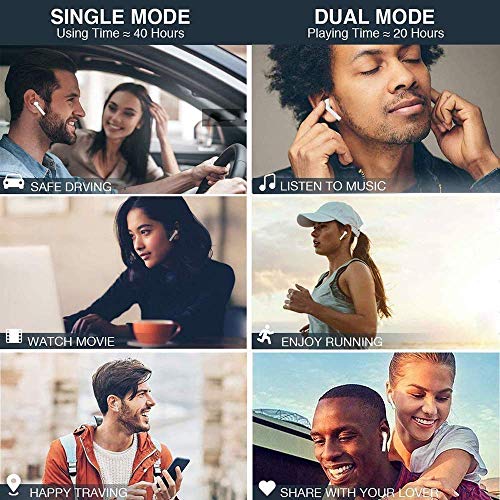 SINGLE MODE
Using Time ≈ 40 Hours
DUAL MODE
Playing Time ≈ 20 Hours
SAFE DRVING
LISTEN TO MUSIC
WATCH MOVIE
ENJOY RUNNING
HAPPY TRAVING
SHARE WITH YOUR LOVER